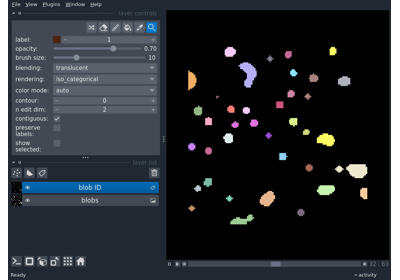 File View Plugins Window Help
layer controls
label: 1
opacity: 0.70
brush size: 10
blending: translucent
rendering: iso_categorical
color mode: auto
contour: 0
n edit dim: 2
contiguous: ✓
preserve
labels:
show
selected:
layer list
blob ID
blobs
32 | 63
Ready
activity